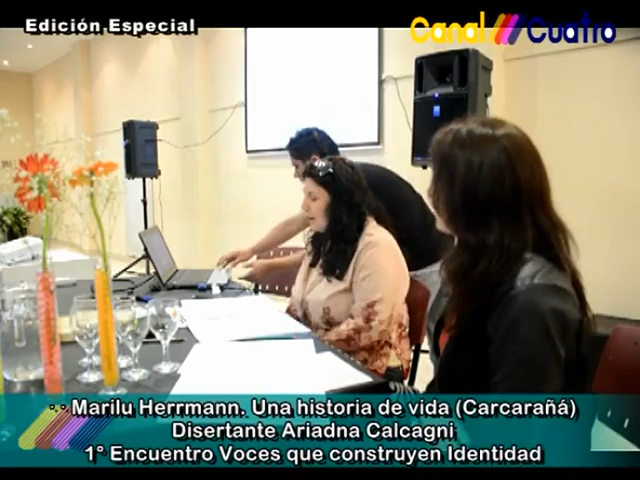 Edición Especial
Canal Cuatro
Marilu Herrmann. Una historia de vida (Carcarañá)
Disertante Ariadna Calcagni
1° Encuentro Voces que construyen Identidad